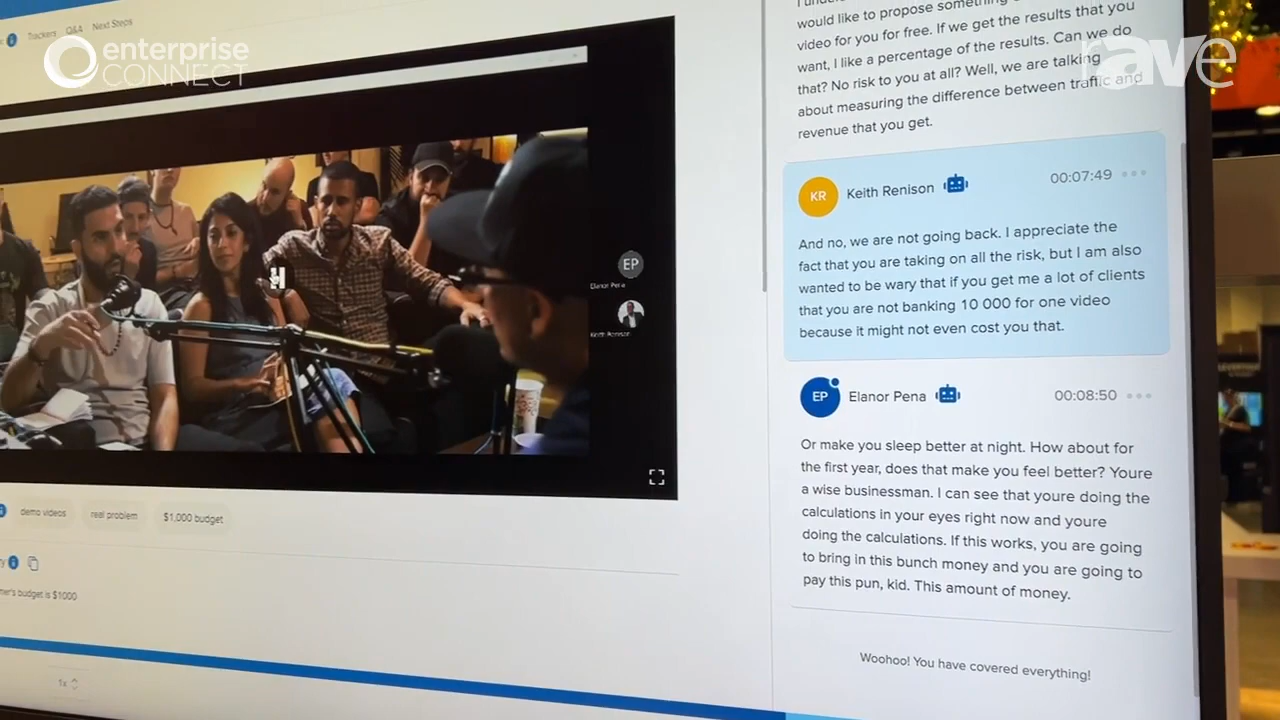 Trackers Q&A Next Steps
enterprise
CONNECT
would like to propose
video for you for free. If we get the results that you
want, I like a percentage of the results. Can we do
that? No risk to you at all? Well, we are talking
about measuring the difference between traffic and
revenue that you get.
rave
KR Keith Renison 00:07:49
And no, we are not going back. I appreciate the
fact that you are taking on all the risk, but I am also
wanted to be wary that if you get me a lot of clients
that you are not banking 10 000 for one video
because it might not even cost you that.
EP
Elanor Pena
Keith Renison
EP Elanor Pena 00:08:50
Or make you sleep better at night. How about for
the first year, does that make you feel better? Youre
a wise businessman. I can see that youre doing the
calculations in your eyes right now and youre
doing the calculations. If this works, you are going
to bring in this bunch money and you are going to
pay this pun, kid. This amount of money.
Woohoo! You have covered everything!
demo videos real problem $1,000 budget
budget is $1000
1x